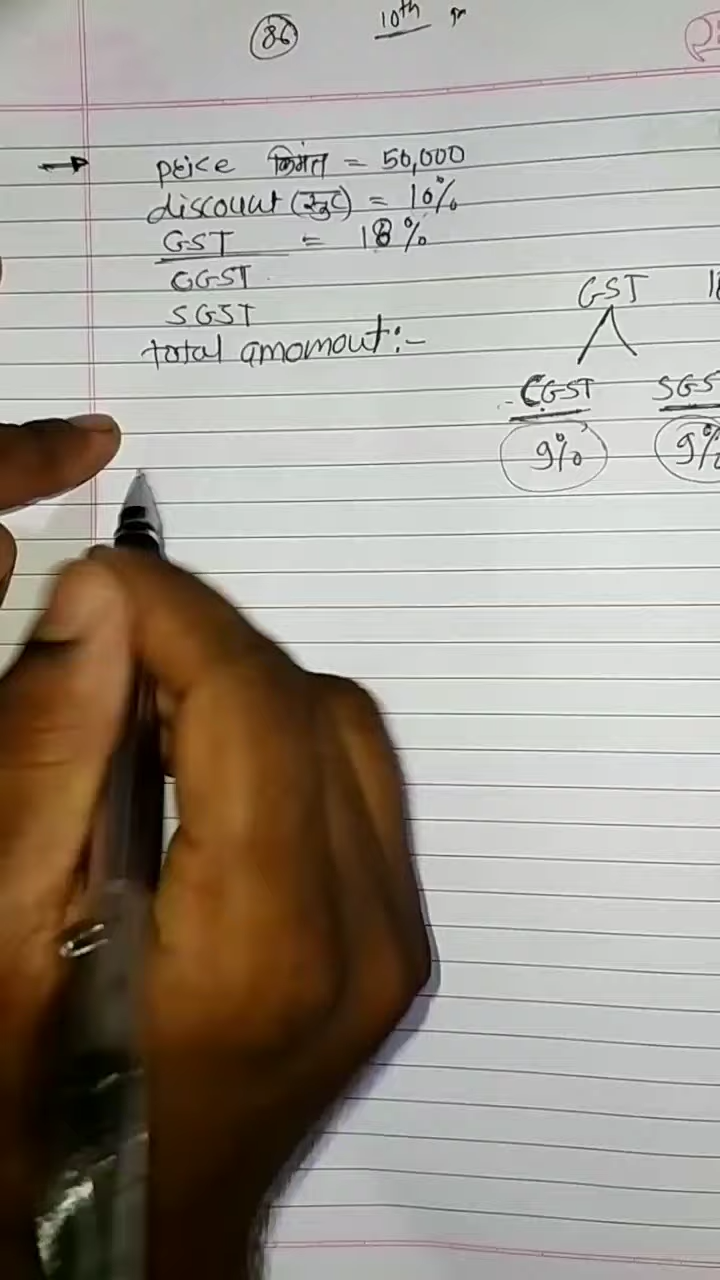 86
10th
price किंमत = 50,000
discount (सूट) = 10%
GST = 18%
CGST
SGST
total amomout:-
GST 18
CGST SGS
9% 9%